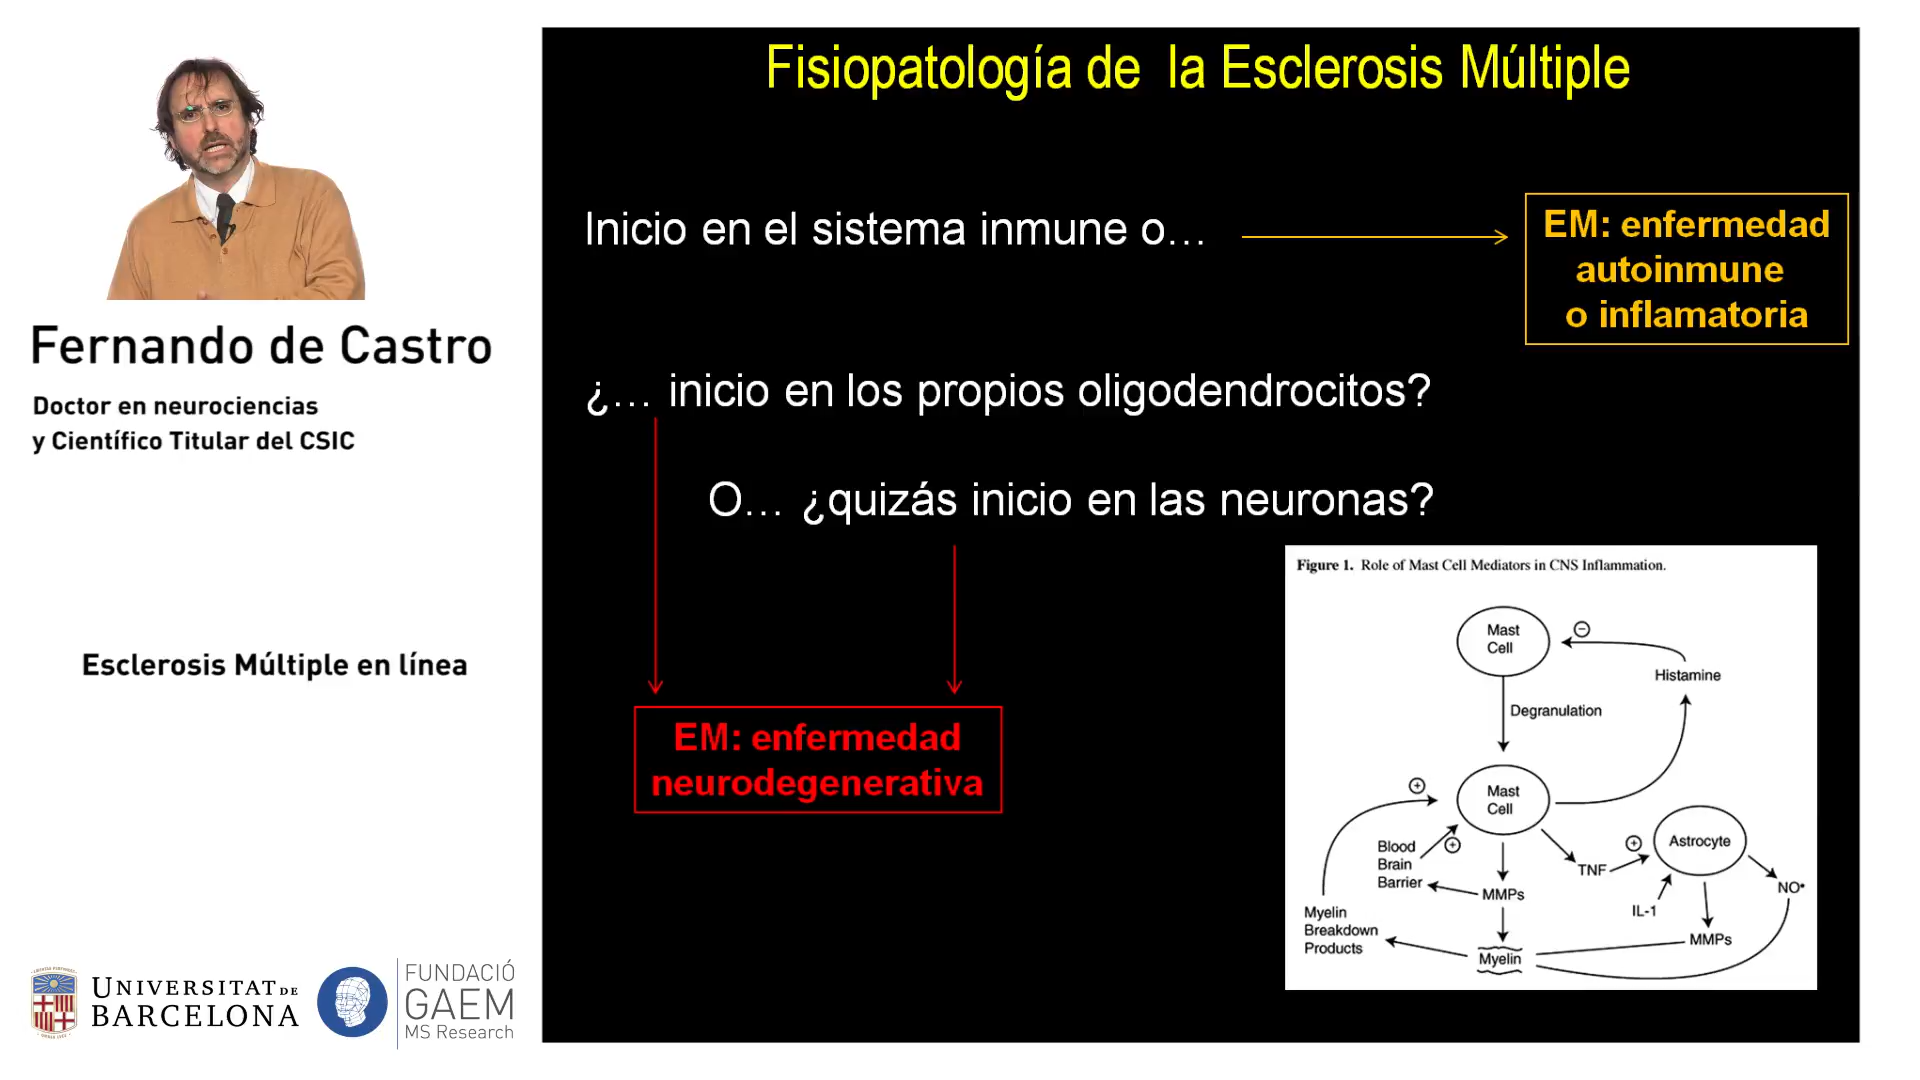 Fisiopatología de la Esclerosis Múltiple
Inicio en el sistema inmune o…
EM: enfermedad
autoinmune
o inflamatoria
¿… inicio en los propios oligodendrocitos?
O… ¿quizás inicio en las neuronas?
EM: enfermedad
neurodegenerativa
Figure 1. Role of Mast Cell Mediators in CNS Inflammation.
Mast
Cell
−
Histamine
Degranulation
+
Mast
Cell
Blood
Brain
Barrier
+
TNF
+
Astrocyte
MMPs
IL-1
NO•
Myelin
Breakdown
Products
MMPs
Myelin
Fernando de Castro
Doctor en neurociencias
y Científico Titular del CSIC
Esclerosis Múltiple en línea
UNIVERSITAT DE
BARCELONA
FUNDACIÓ
GAEM
MS Research